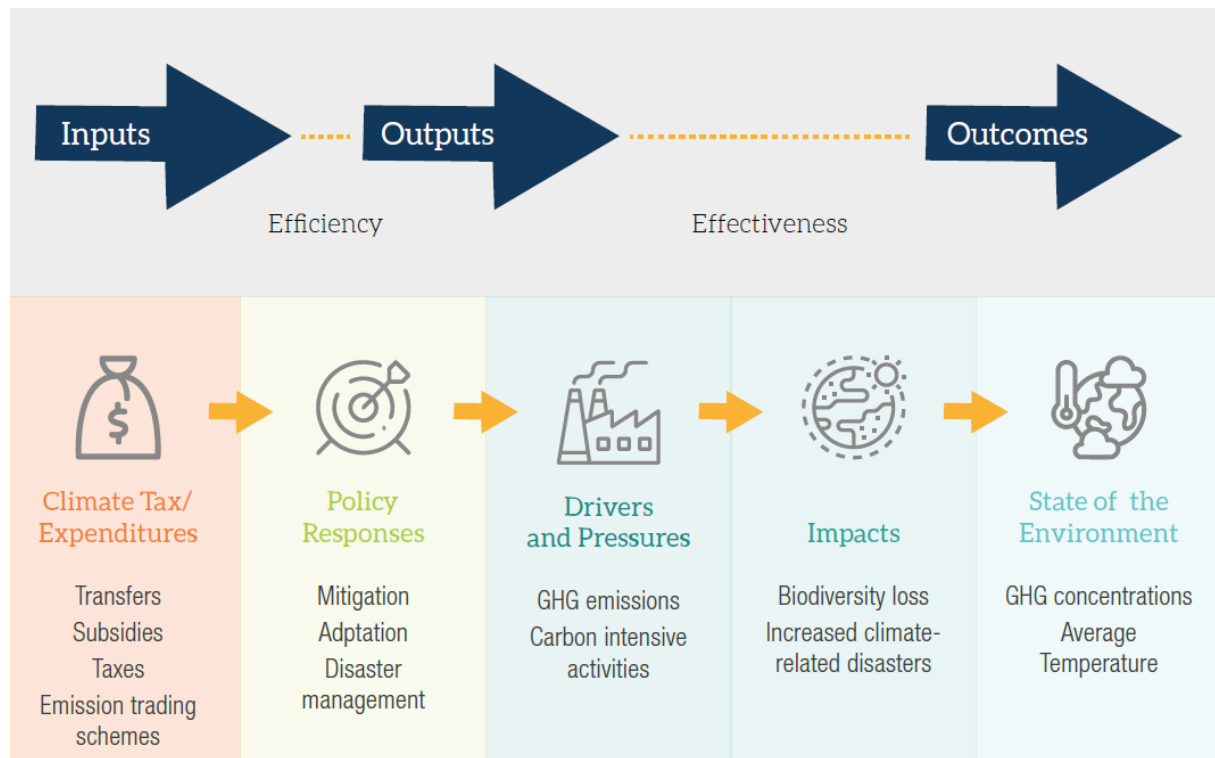 Inputs
Outputs
Outcomes
Efficiency
Effectiveness
$
Climate Tax/
Expenditures
Transfers
Subsidies
Taxes
Emission trading
schemes
Policy
Responses
Mitigation
Adptation
Disaster
management
Drivers
and Pressures
GHG emissions
Carbon intensive
activities
Impacts
Biodiversity loss
Increased climate-
related disasters
State of the
Environment
GHG concentrations
Average
Temperature